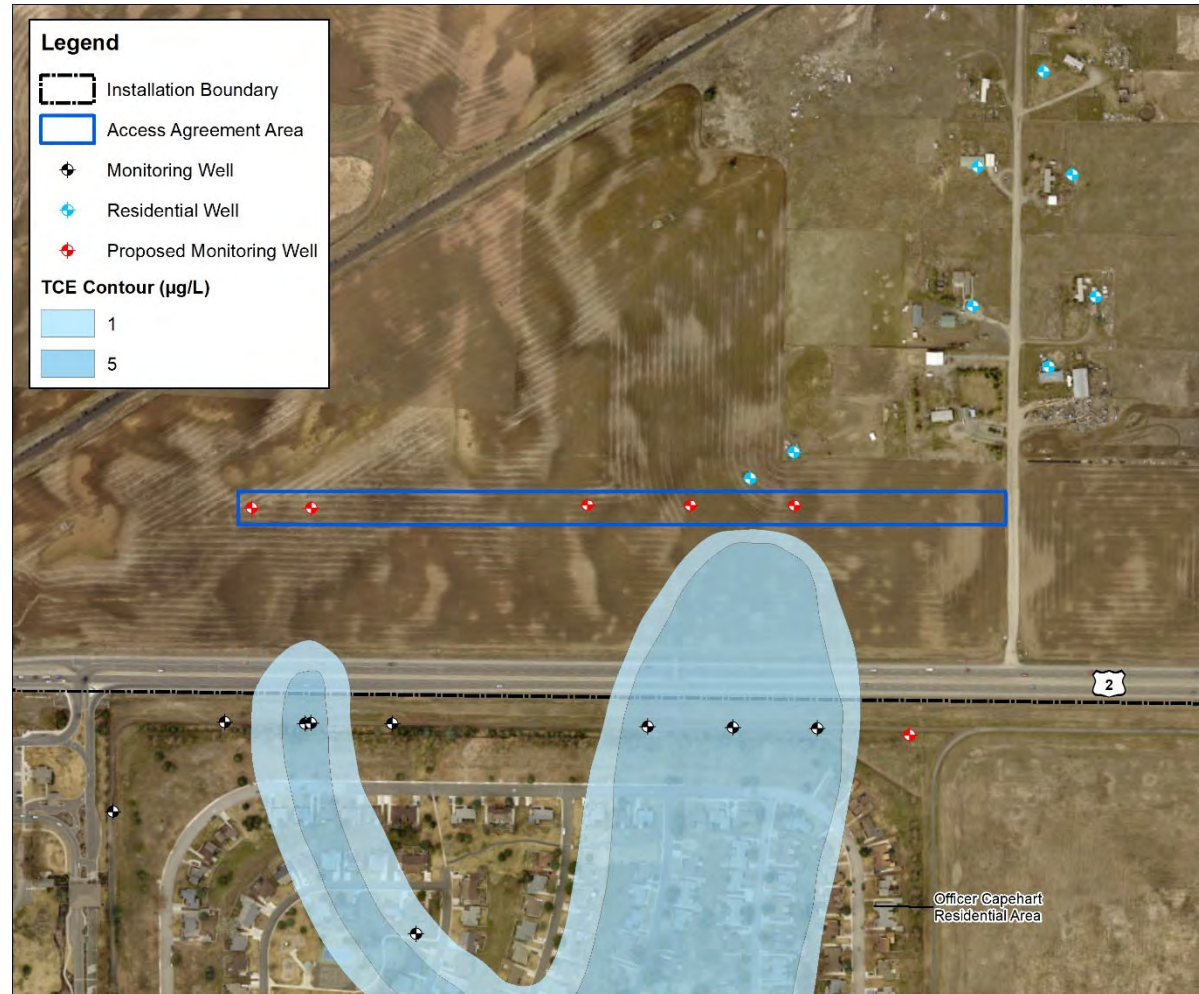 Legend
Installation Boundary
Access Agreement Area
Monitoring Well
Residential Well
Proposed Monitoring Well
TCE Contour (µg/L)
1
5
2
Officer Capehart
Residential Area